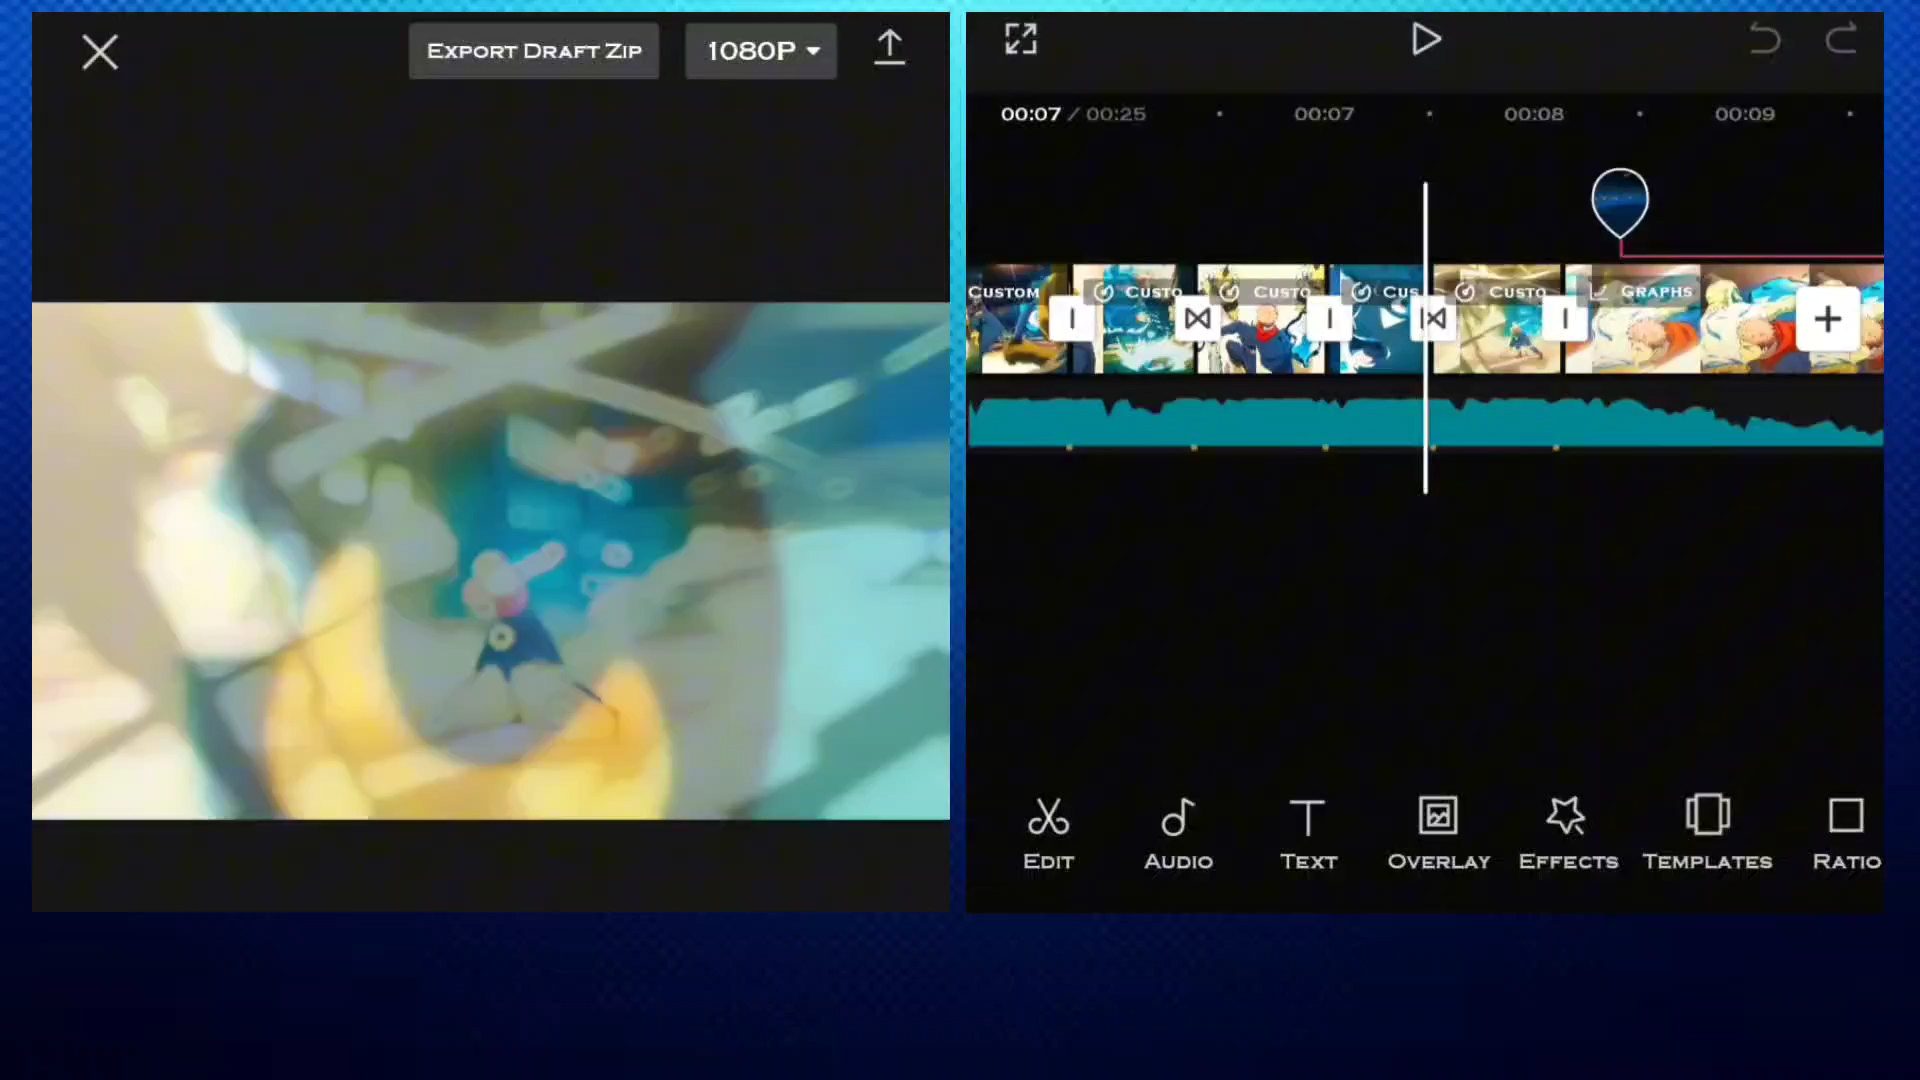 EXPORT DRAFT ZIP
1080P
00:07 / 00:25
00:07
00:08
00:09
CUSTOM
CUSTO
CUSTO
CUS
CUSTO
GRAPHS
EDIT
AUDIO
TEXT
OVERLAY
EFFECTS
TEMPLATES
RATIO